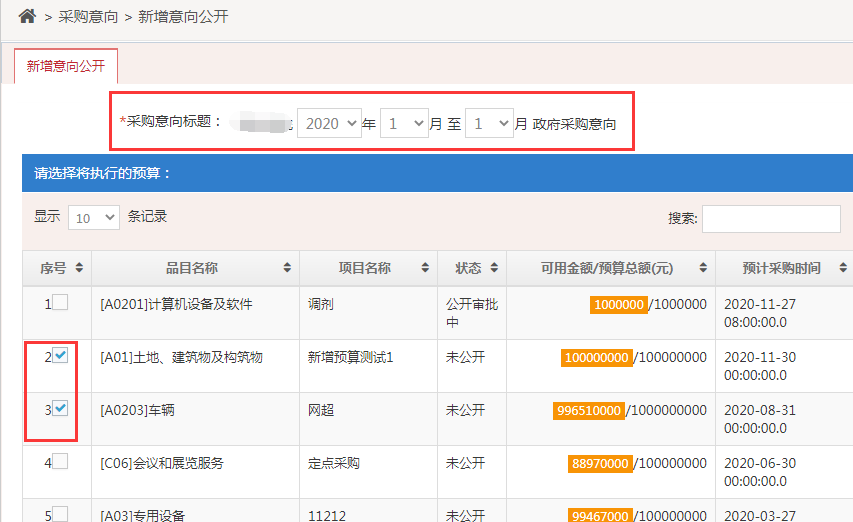 > 采购意向 > 新增意向公开
新增意向公开
*采购意向标题： 2020 年 1 月 至 1 月 政府采购意向
请选择将执行的预算：
显示 10 条记录 搜索:
序号 品目名称 项目名称 状态 可用金额/预算总额(元) 预计采购时间
1 [A0201]计算机设备及软件 调剂 公开审批 1000000/1000000 2020-11-27
中 08:00:00.0
2 [A01]土地、建筑物及构筑物 新增预算测试1 未公开 100000000/100000000 2020-11-30
00:00:00.0
3 [A0203]车辆 网超 未公开 996510000/1000000000 2020-08-31
00:00:00.0
4 [C06]会议和展览服务 定点采购 未公开 88970000/100000000 2020-06-30
00:00:00.0
5 [A03]专用设备 11212 未公开 99467000/100000000 2020-03-27